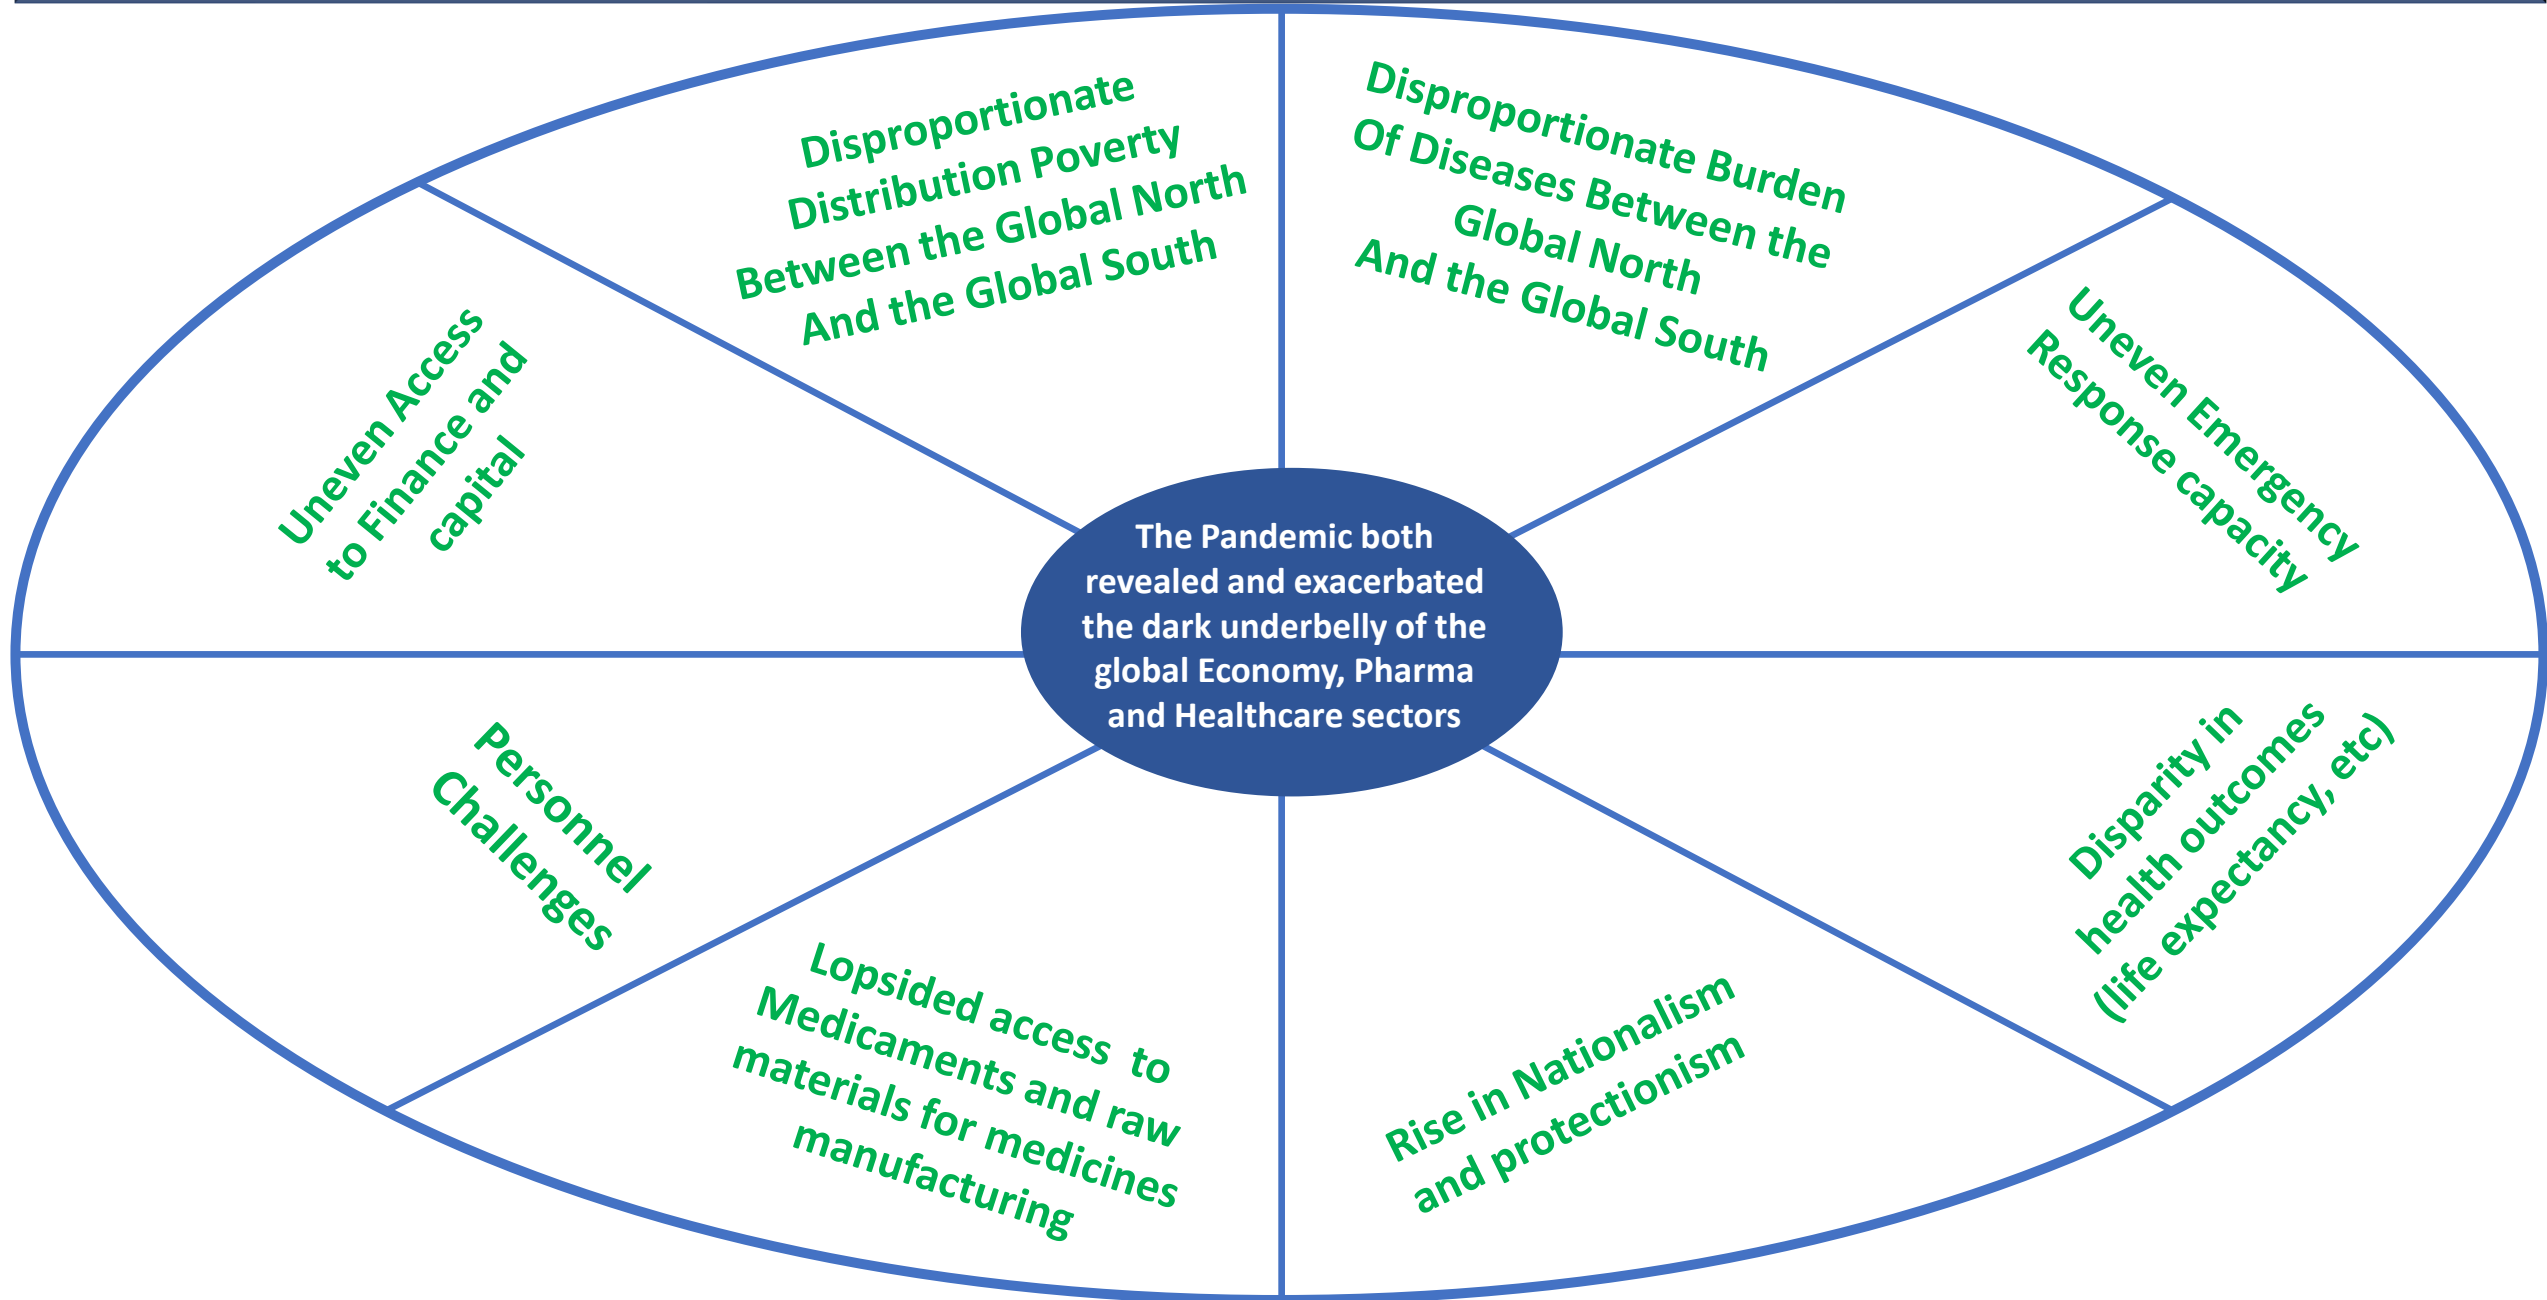 Disproportionate
Distribution Poverty
Between the Global North
And the Global South
Disproportionate Burden
Of Diseases Between the
Global North
And the Global South
Uneven Emergency
Response capacity
Disparity in
health outcomes
(life expectancy, etc)
Rise in Nationalism
and protectionism
Lopsided access to
Medicaments and raw
materials for medicines
manufacturing
Personnel
Challenges
Uneven Access
to Finance and
capital
The Pandemic both
revealed and exacerbated
the dark underbelly of the
global Economy, Pharma
and Healthcare sectors